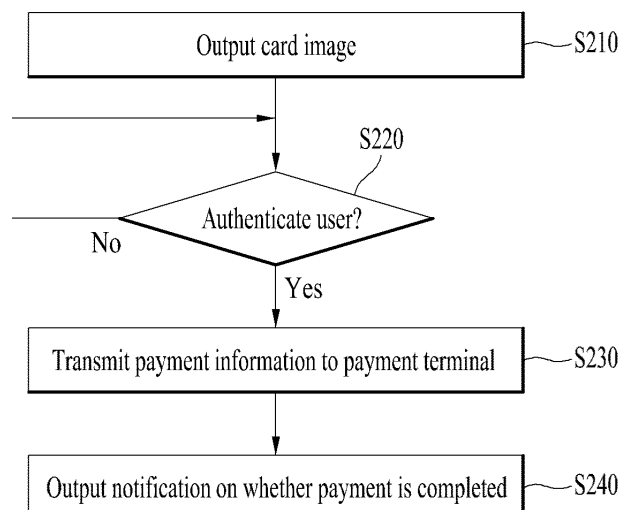 Output card image
S210
S220
Authenticate user?
No
Yes
Transmit payment information to payment terminal
S230
Output notification on whether payment is completed
S240